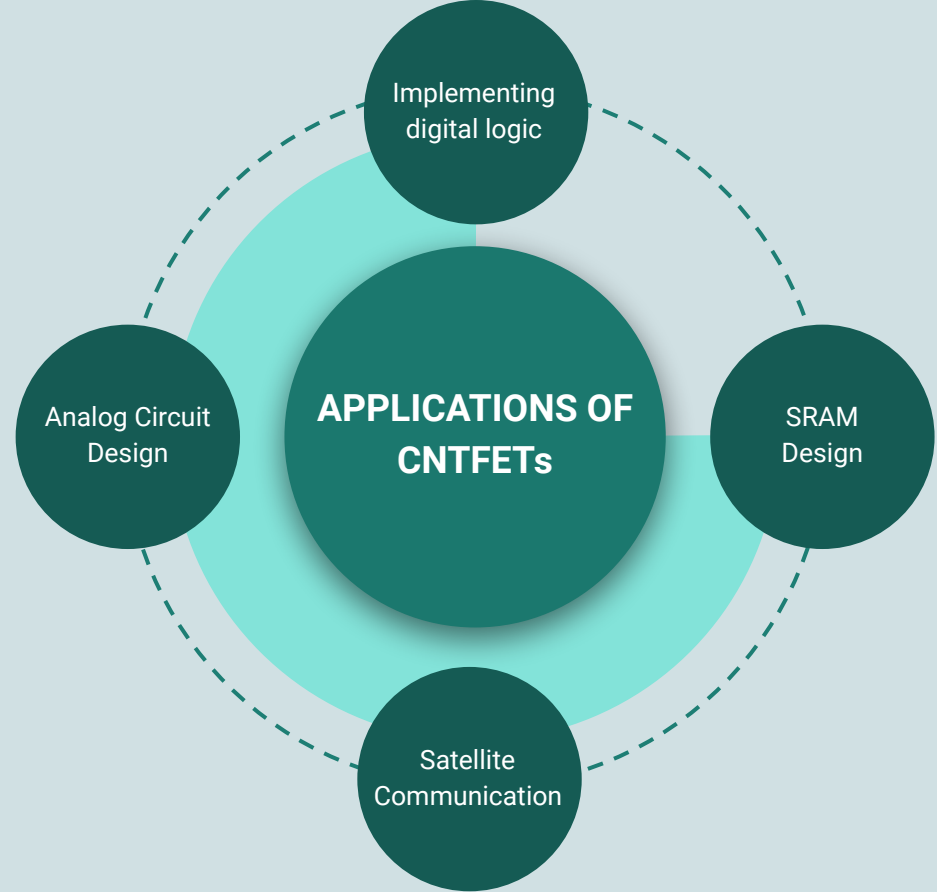 Implementing
digital logic
Analog Circuit
Design
APPLICATIONS OF
CNTFETs
SRAM
Design
Satellite
Communication